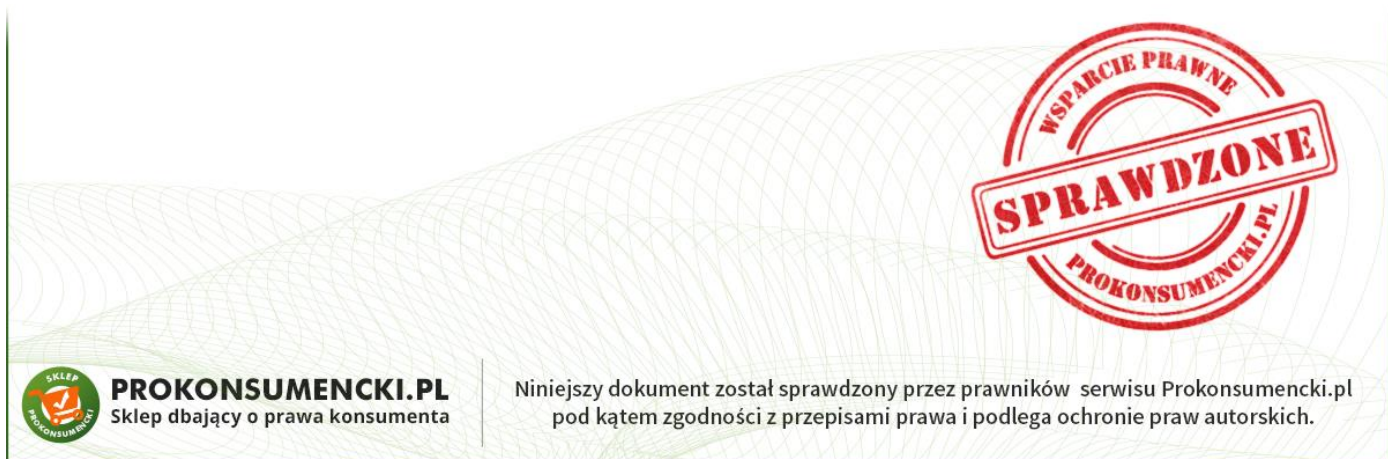 WSPARCIE PRAWNE
SPRAWDZONE
PROKONSUMENCKI.PL
SKLEP
PROKONSUMENCKI
PROKONSUMENCKI.PL
Sklep dbający o prawa konsumenta
Niniejszy dokument został sprawdzony przez prawników serwisu Prokonsumencki.pl
pod kątem zgodności z przepisami prawa i podlega ochronie praw autorskich.